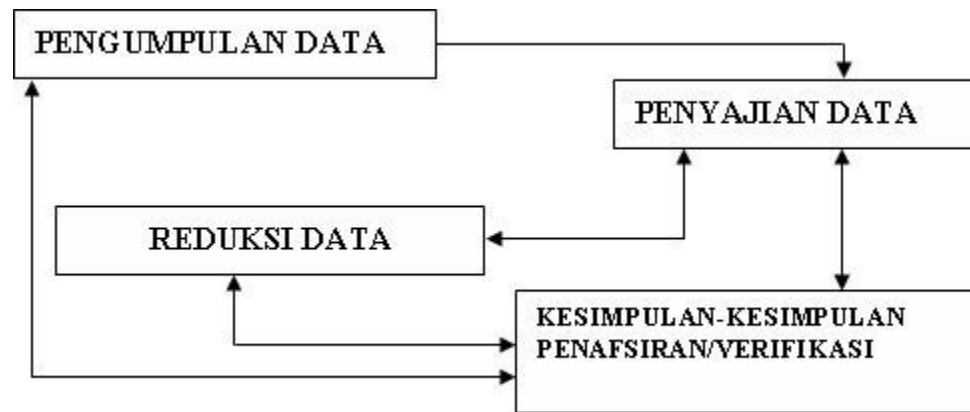 PENGUMPULAN DATA
PENYAJIAN DATA
REDUKSI DATA
KESIMPULAN-KESIMPULAN
PENAFSIRAN/VERIFIKASI